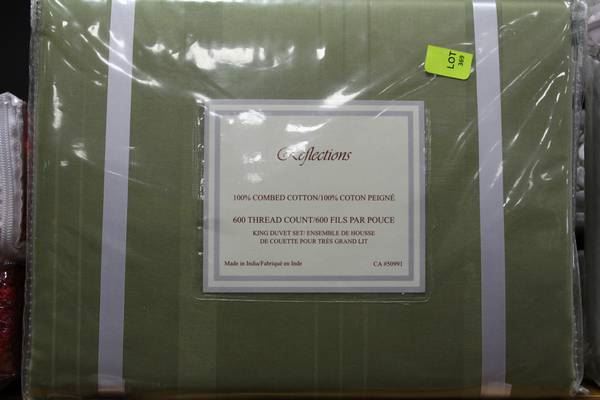 LOT
389
Reflections
100% COMBED COTTON/100% COTON PEIGNÉ
600 THREAD COUNT/600 FILS PAR POUCE
KING DUVET SET/ ENSEMBLE DE HOUSSE
DE COUETTE POUR TRÈS GRAND LIT
Made in India/Fabriqué en Inde CA #50991